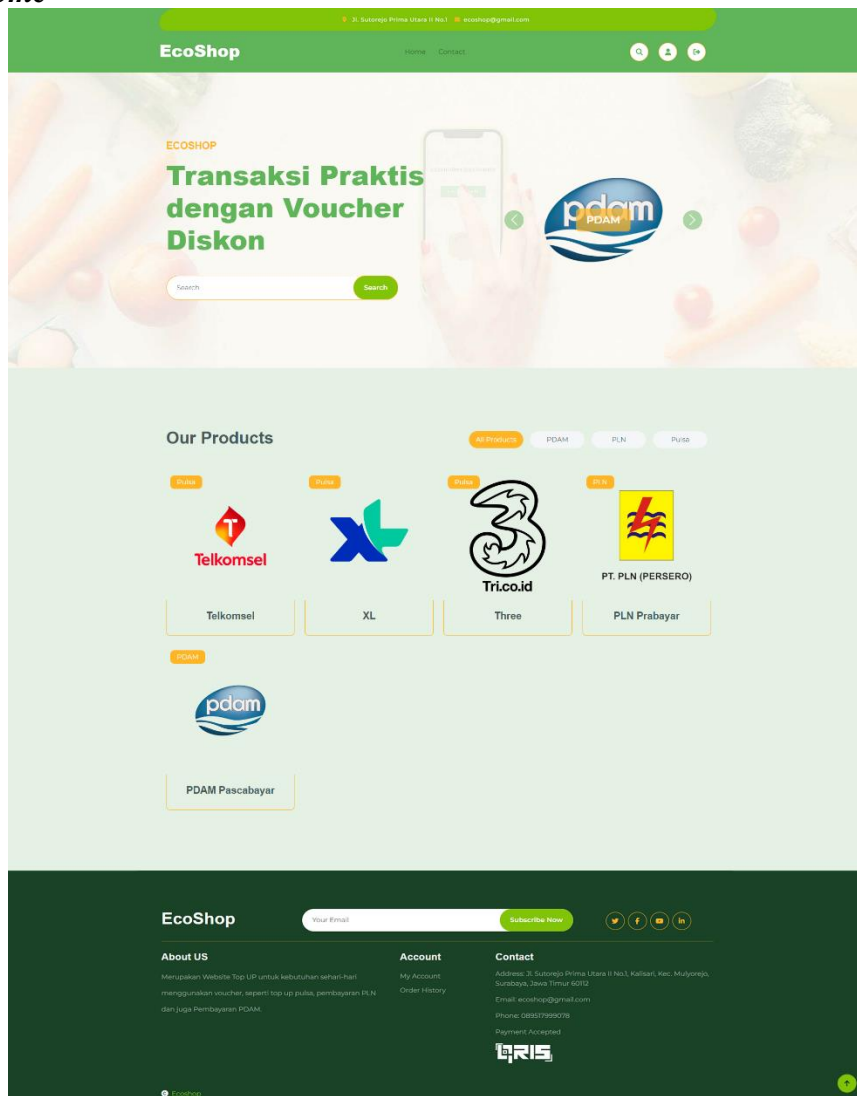 Jl. Sutorejo Prima Utara II No.1 ecoshop@gmail.com
EcoShop
Home Contact
ECOSHOP
Transaksi Praktis
dengan Voucher
Diskon
pdam
PDAM
Search Search
Our Products
All Products PDAM PLN Pulsa
Pulsa Pulsa Pulsa PLN
Telkomsel
Tri.co.id
PT. PLN (PERSERO)
Telkomsel XL Three PLN Prabayar
PDAM
pdam
PDAM Pascabayar
EcoShop
Your Email Subscribe Now
About US
Merupakan Website Top UP untuk kebutuhan sehari-hari
menggunakan voucher, seperti top up pulsa, pembayaran PLN
dan juga Pembayaran PDAM.
Account
My Account
Order History
Contact
Address: Jl. Sutorejo Prima Utara II No.1, Kalisari, Kec. Mulyorejo,
Surabaya, Jawa Timur 60112
Email: ecoshop@gmail.com
Phone: 089517999078
Payment Accepted
QRIS
Ecoshop